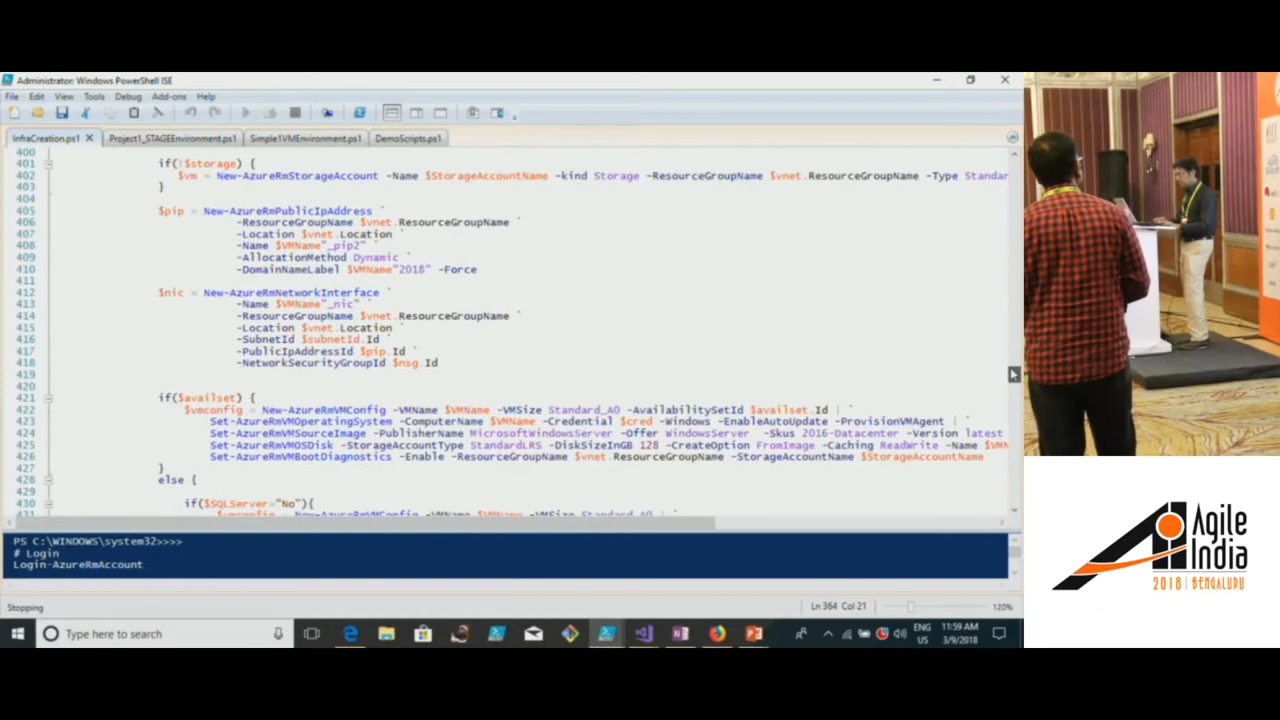 Administrator: Windows PowerShell ISE
File Edit View Tools Debug Add-ons Help
InfraCreation.ps1 Project1_STAGEEnvironment.ps1 Simple1VMEnvironment.ps1 DemoScripts.ps1
400
401 if(!$storage) {
402 $vm = New-AzureRmStorageAccount -Name $StorageAccountName -kind Storage -ResourceGroupName $vnet.ResourceGroupName -Type Standar
403 }
404
405 $pip = New-AzureRmPublicIpAddress `
406 -ResourceGroupName $vnet.ResourceGroupName `
407 -Location $vnet.Location `
408 -Name $VMName"_pip2" `
409 -AllocationMethod Dynamic `
410 -DomainNameLabel $VMName"2018" -Force
411
412 $nic = New-AzureRmNetworkInterface `
413 -Name $VMName"_nic" `
414 -ResourceGroupName $vnet.ResourceGroupName `
415 -Location $vnet.Location `
416 -SubnetId $subnetId.Id `
417 -PublicIpAddressId $pip.Id `
418 -NetworkSecurityGroupId $nsg.Id
419
420
421 if($availset) {
422 $vmconfig = New-AzureRmVMConfig -VMName $VMName -VMSize Standard_A0 -AvailabilitySetId $availset.Id | `
423 Set-AzureRmVMOperatingSystem -ComputerName $VMName -Credential $cred -Windows -EnableAutoUpdate -ProvisionVMAgent | `
424 Set-AzureRmVMSourceImage -PublisherName MicrosoftWindowsServer -Offer WindowsServer -Skus 2016-Datacenter -Version latest
425 Set-AzureRmVMOSDisk -StorageAccountType StandardLRS -DiskSizeInGB 128 -CreateOption FromImage -Caching ReadWrite -Name $VMN
426 Set-AzureRmVMBootDiagnostics -Enable -ResourceGroupName $vnet.ResourceGroupName -StorageAccountName $StorageAccountName
427 }
428 else {
429
430 if($SQLServer="No"){
431 $vmconfig = New-AzureRmVMConfig -VMName $VMName -VMSize Standard_A0 | `
PS C:\WINDOWS\system32>>>>
# Login
Login-AzureRmAccount
Stopping Ln 364 Col 21 120%
Type here to search
ENG
US
11:59 AM
3/9/2018
Agile
India
2018 | BENGALURU